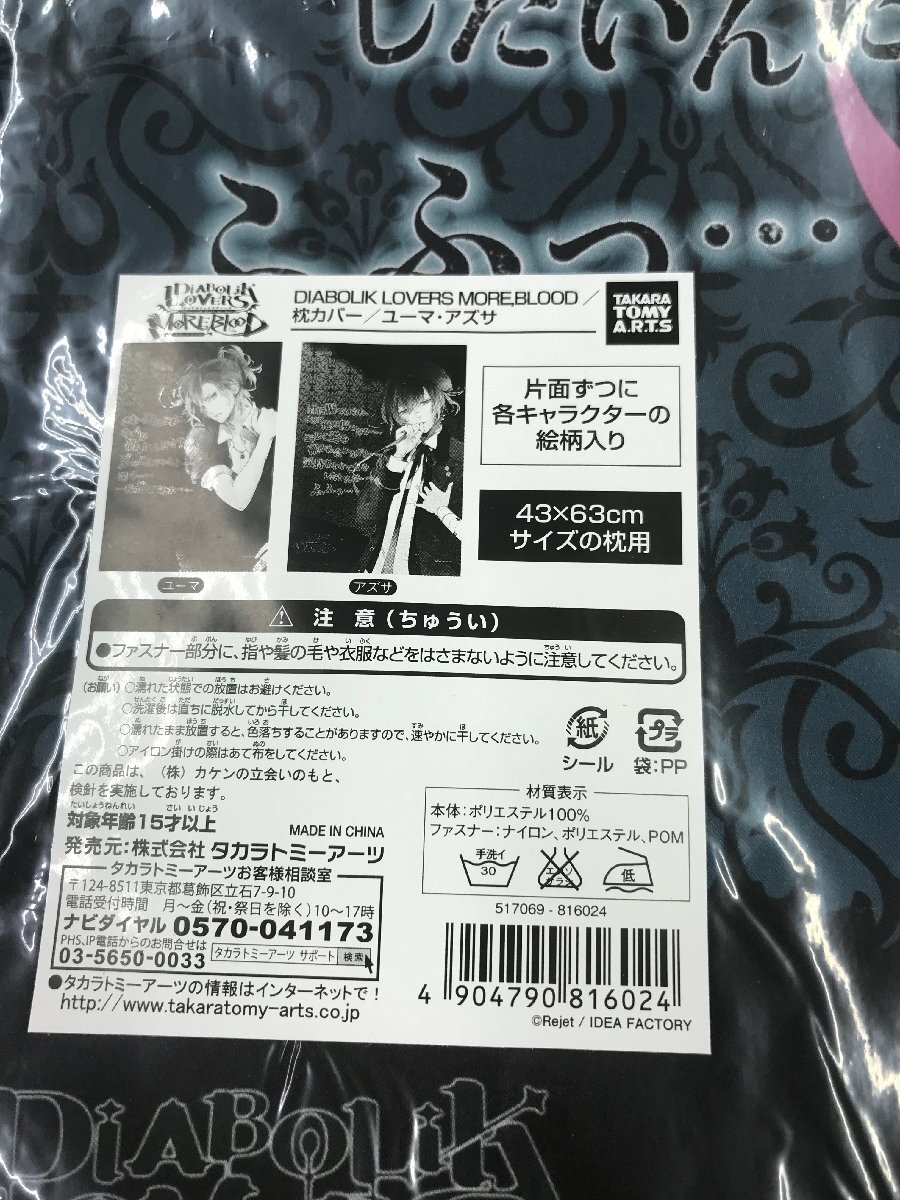 したいんだ
ふふっ…
DIABOLIK
LOVERS
MORE,BLOOD
DIABOLIK LOVERS MORE,BLOOD／
枕カバー／ユーマ・アズサ
TAKARA
TOMY
A.R.T.S
片面ずつに
各キャラクターの
絵柄入り
43×63cm
サイズの枕用
ユーマ
アズサ
⚠ 注 意（ちゅうい）
●ファスナー部分に、指や髪の毛や衣服などをはさまないように注意してください。
（お願い）○濡れた状態での放置はお避けください。
○洗濯後は直ちに脱水してから干してください。
○濡れたまま放置すると、色落ちすることがありますので、速やかに干してください。
○アイロン掛けの際はあて布をしてください。
この商品は、（株）カケンの立会いのもと、
検針を実施しております。
対象年齢15才以上
MADE IN CHINA
発売元：株式会社 タカラトミーアーツ
紙
シール
プラ
袋：PP
材質表示
本体：ポリエステル100%
ファスナー：ナイロン、ポリエステル、POM
手洗イ
30
エンソ
サラシ
低
517069 - 816024
タカラトミーアーツお客様相談室
〒124-8511東京都葛飾区立石7-9-10
電話受付時間 月～金（祝・祭日を除く）10～17時
ナビダイヤル 0570-041173
PHS、IP電話からのお問合せは
03-5650-0033
タカラトミーアーツ サポート 検索
●タカラトミーアーツの情報はインターネットで！
http://www.takaratomy-arts.co.jp
4 904790 816024
©Rejet / IDEA FACTORY
DIABOLIK